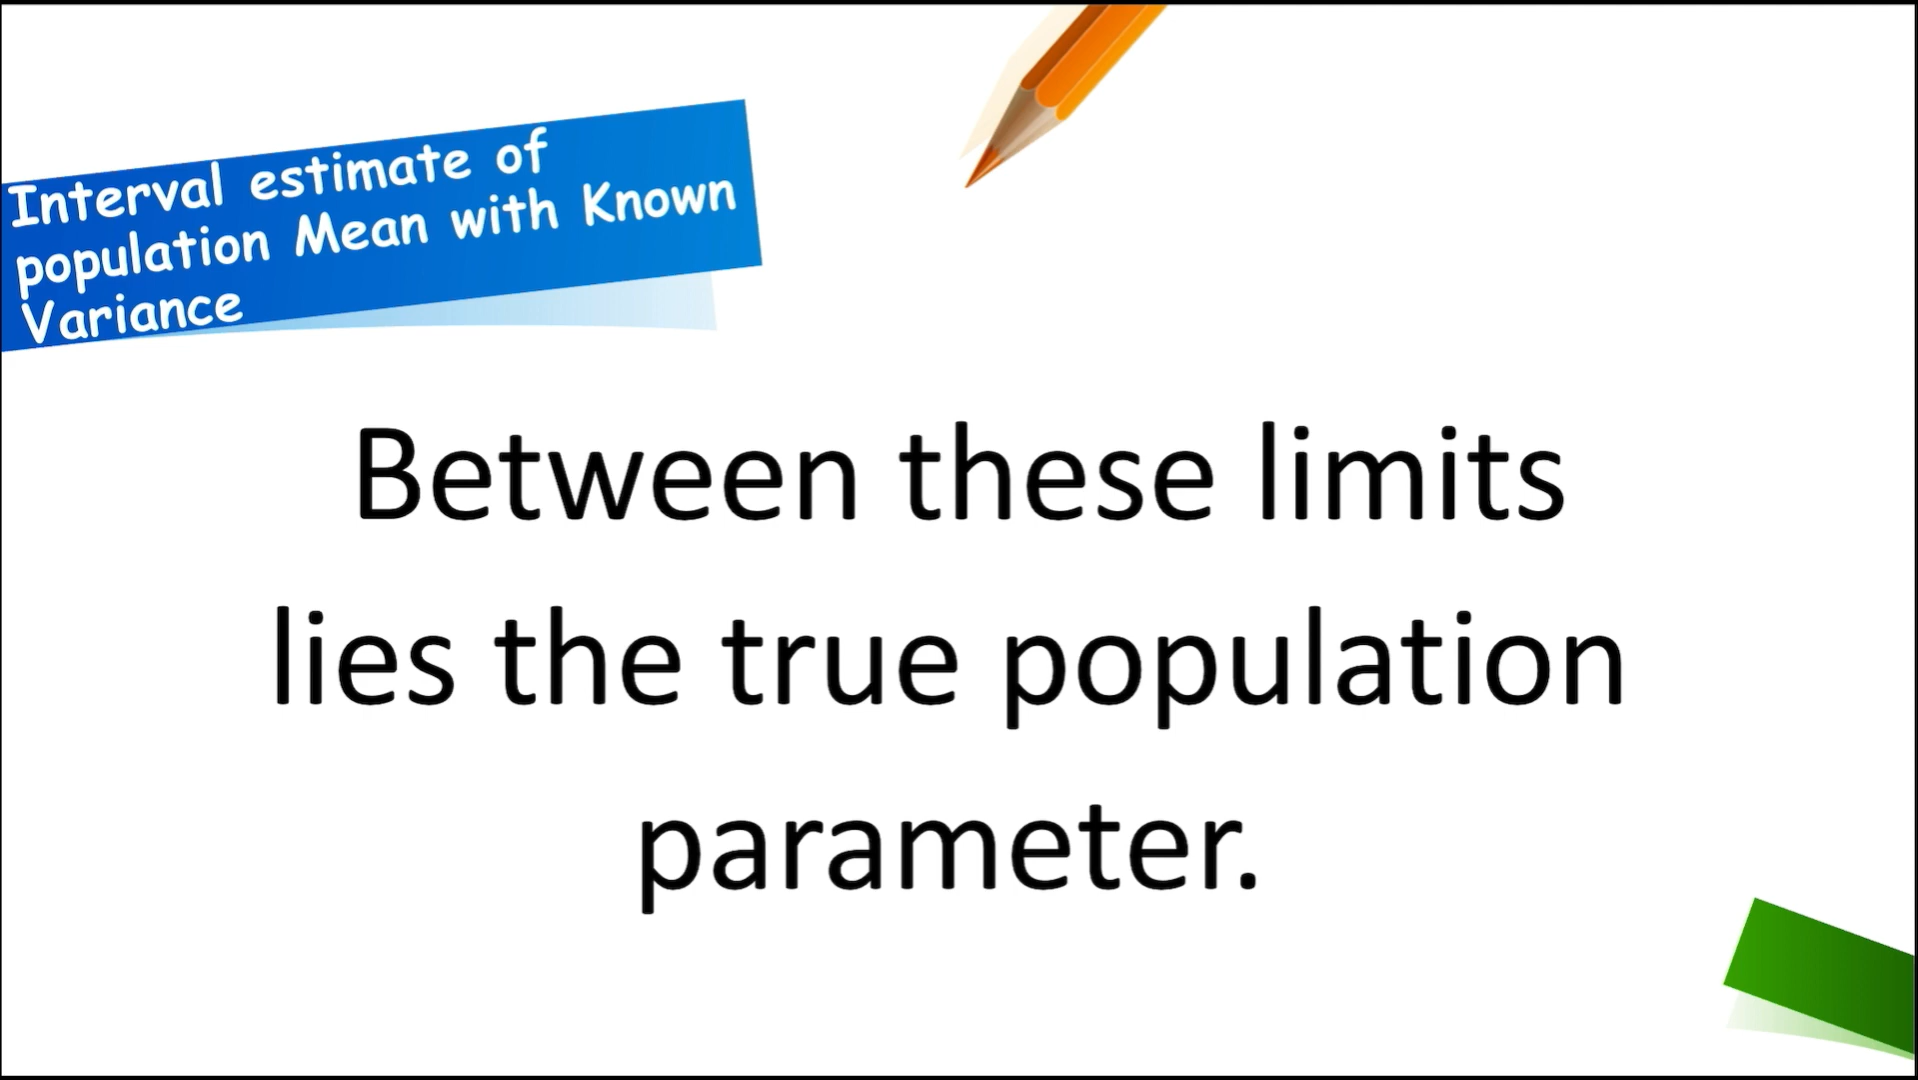 Interval estimate of
population Mean with Known
Variance
Between these limits
lies the true population
parameter.